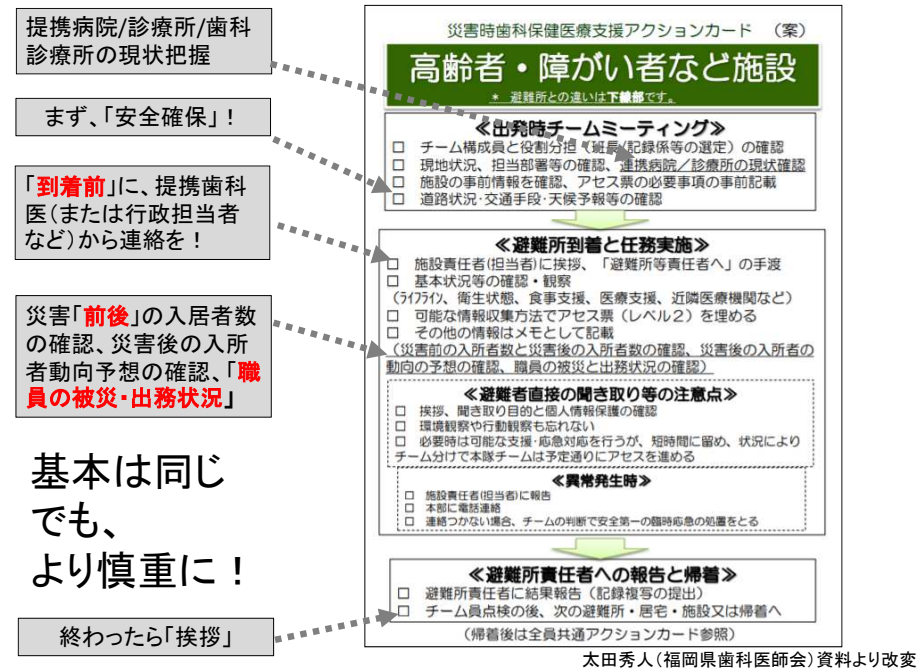 提携病院/診療所/歯科
診療所の現状把握
まず、「安全確保」！
「到着前」に、提携歯科
医(または行政担当者
など)から連絡を！
災害「前後」の入居者数
の確認、災害後の入所
者動向予想の確認、「職
員の被災・出務状況」
基本は同じ
でも、
より慎重に！
終わったら「挨拶」
災害時歯科保健医療支援アクションカード （案）
高齢者・障がい者など施設
＊ 避難所との違いは下線部です。
≪出発時チームミーティング≫
□ チーム構成員と役割分担（班長/記録係等の選定）の確認
□ 現地状況、担当部署等の確認、連携病院／診療所の現状確認
□ 施設の事前情報を確認、アセス票の必要事項の事前記載
□ 道路状況・交通手段・天候予報等の確認
≪避難所到着と任務実施≫
□ 施設責任者(担当者)に挨拶、「避難所等責任者へ」の手渡
□ 基本状況等の確認・観察
（ライフライン、衛生状態、食事支援、医療支援、近隣医療機関など）
□ 可能な情報収集方法でアセス票（レベル２）を埋める
□ その他の情報はメモとして記載
（災害前の入所者数と災害後の入所者数の確認、災害後の入所者の
動向の予想の確認、職員の被災と出務状況の確認）
≪避難者直接の聞き取り等の注意点≫
□ 挨拶、聞き取り目的と個人情報保護の確認
□ 環境観察や行動観察も忘れない
□ 必要時は可能な支援・応急対応を行うが、短時間に留め、状況により
チーム分けで本隊チームは予定通りにアセスを進める
≪異常発生時≫
□ 施設責任者(担当者)に報告
□ 本部に電話連絡
□ 連絡つかない場合、チームの判断で安全第一の臨時応急の処置をとる
≪避難所責任者への報告と帰着≫
□ 避難所責任者に結果報告（記録複写の提出）
□ チーム員点検の後、次の避難所・居宅・施設又は帰着へ
（帰着後は全員共通アクションカード参照）
太田秀人（福岡県歯科医師会）資料より改変